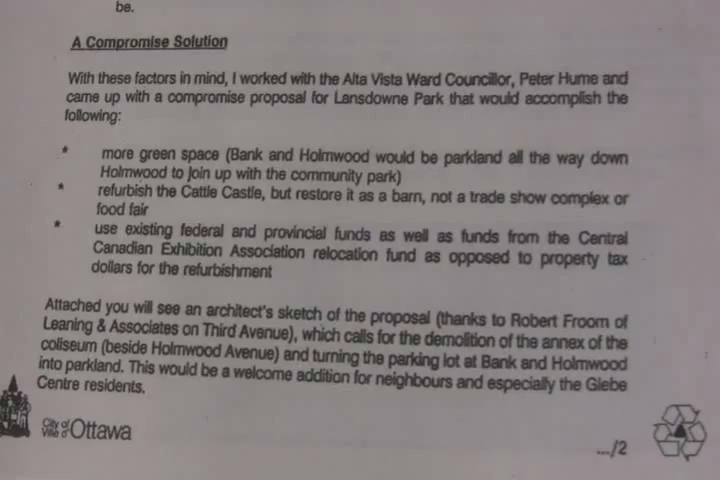 be.
A Compromise Solution
With these factors in mind, I worked with the Alta Vista Ward Councillor, Peter Hume and
came up with a compromise proposal for Lansdowne Park that would accomplish the
following:
* more green space (Bank and Holmwood would be parkland all the way down
Holmwood to join up with the community park)
* refurbish the Cattle Castle, but restore it as a barn, not a trade show complex or
food fair
* use existing federal and provincial funds as well as funds from the Central
Canadian Exhibition Association relocation fund as opposed to property tax
dollars for the refurbishment
Attached you will see an architect's sketch of the proposal (thanks to Robert Froom of
Leaning & Associates on Third Avenue), which calls for the demolition of the annex of the
coliseum (beside Holmwood Avenue) and turning the parking lot at Bank and Holmwood
into parkland. This would be a welcome addition for neighbours and especially the Glebe
Centre residents.
City of
Ville d'Ottawa
.../2